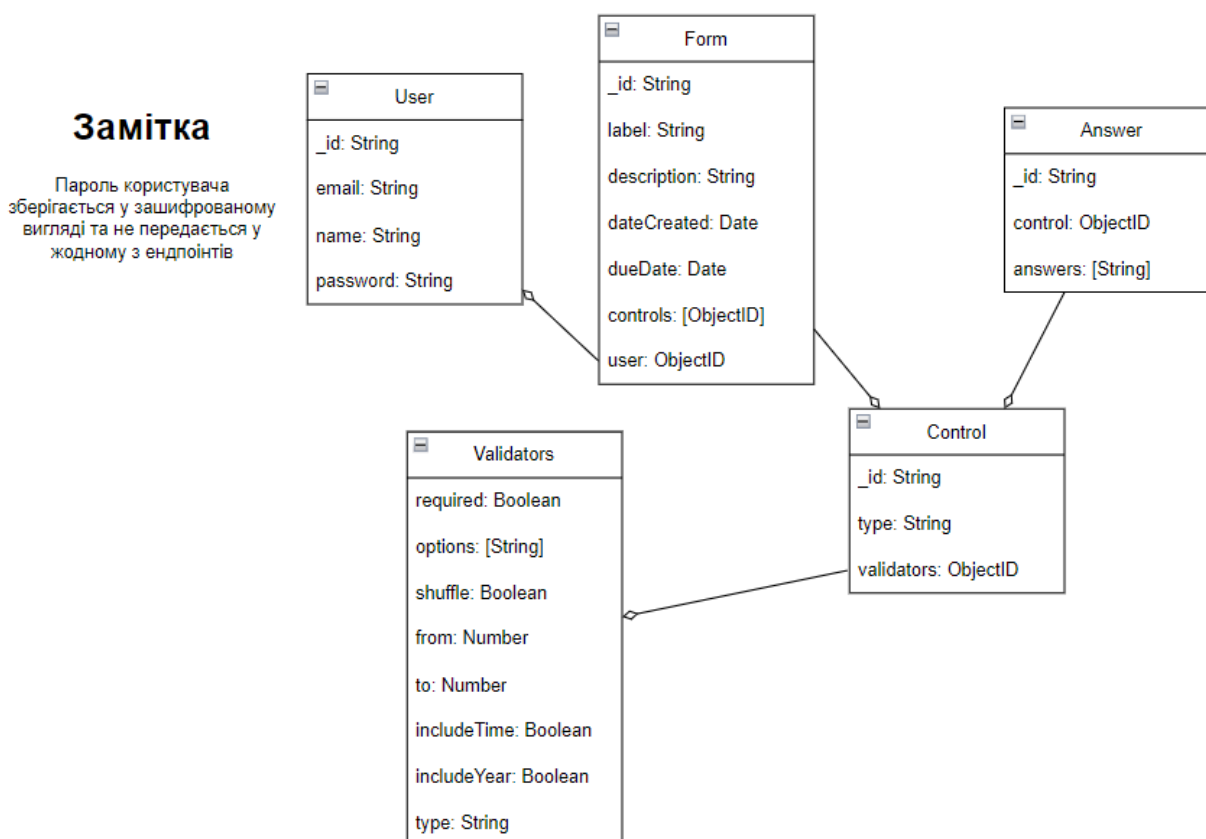 Замітка
Пароль користувача
зберігається у зашифрованому
вигляді та не передається у
жодному з ендпоінтів
User
_id: String
email: String
name: String
password: String
Form
_id: String
label: String
description: String
dateCreated: Date
dueDate: Date
controls: [ObjectID]
user: ObjectID
Answer
_id: String
control: ObjectID
answers: [String]
Validators
required: Boolean
options: [String]
shuffle: Boolean
from: Number
to: Number
includeTime: Boolean
includeYear: Boolean
type: String
Control
_id: String
type: String
validators: ObjectID